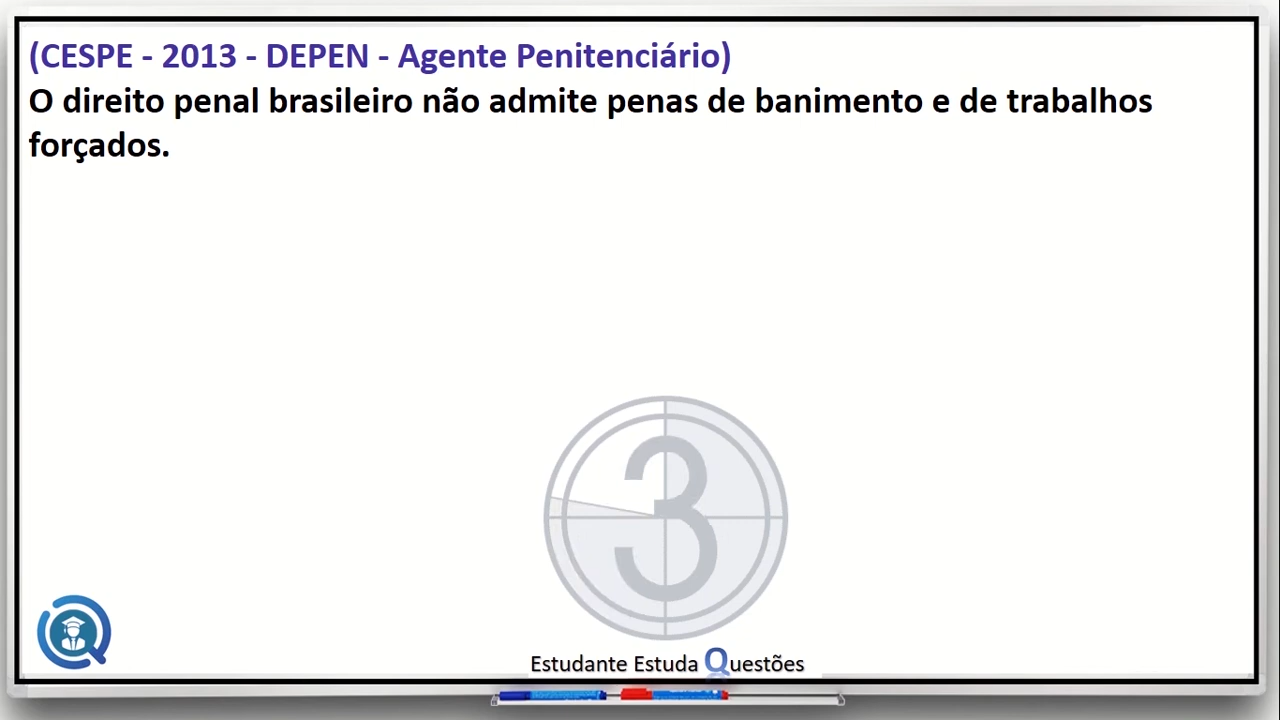 (CESPE - 2013 - DEPEN - Agente Penitenciário)
O direito penal brasileiro não admite penas de banimento e de trabalhos
forçados.
3
Estudante Estuda Questões